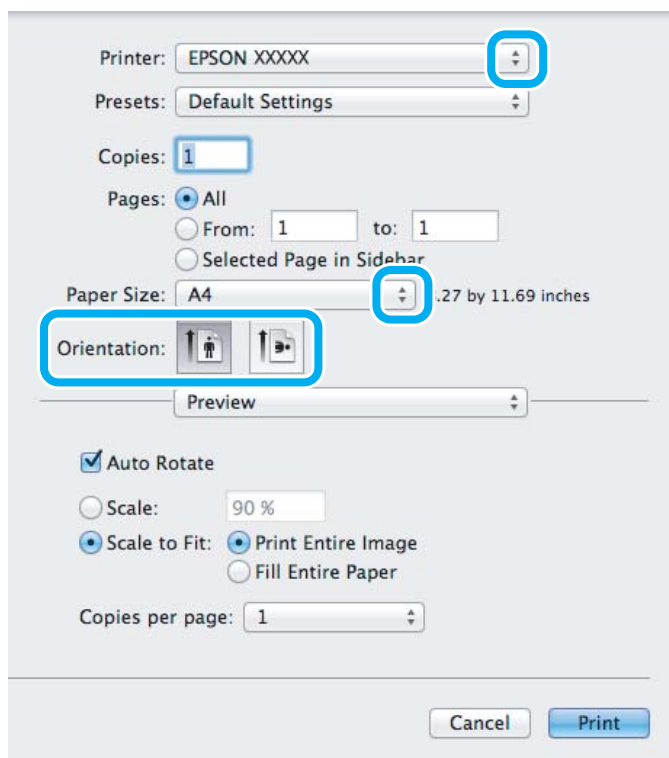 Printer: EPSON XXXXX
Presets: Default Settings
Copies: 1
Pages: All
From: 1 to: 1
Selected Page in Sidebar
Paper Size: A4 .27 by 11.69 inches
Orientation:
Preview
Auto Rotate
Scale: 90 %
Scale to Fit: Print Entire Image
Fill Entire Paper
Copies per page: 1
Cancel Print